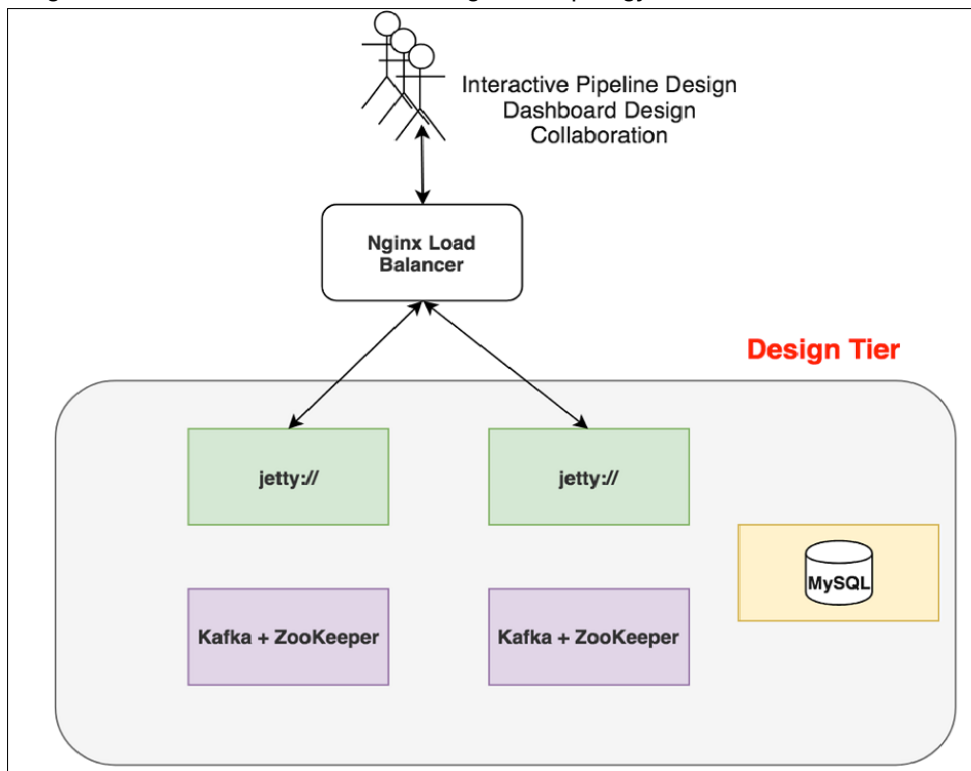 Interactive Pipeline Design
Dashboard Design
Collaboration
Nginx Load
Balancer
Design Tier
jetty://
jetty://
MySQL
Kafka + ZooKeeper
Kafka + ZooKeeper